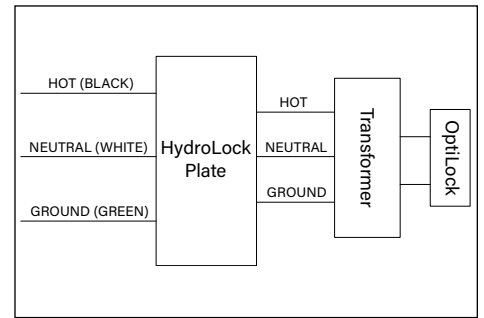 HOT (BLACK)
NEUTRAL (WHITE)
GROUND (GREEN)
HydroLock
Plate
HOT
NEUTRAL
GROUND
Transformer
OptiLock